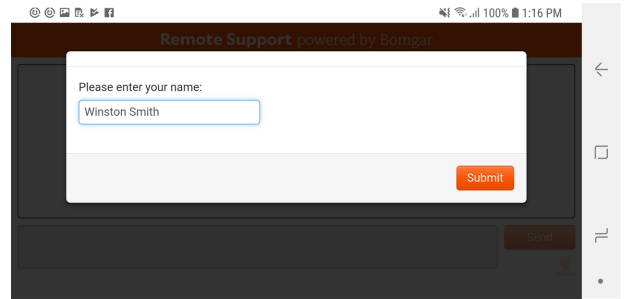 100% 1:16 PM
Remote Support powered by Bomgar
Please enter your name:
Winston Smith
Submit
Send